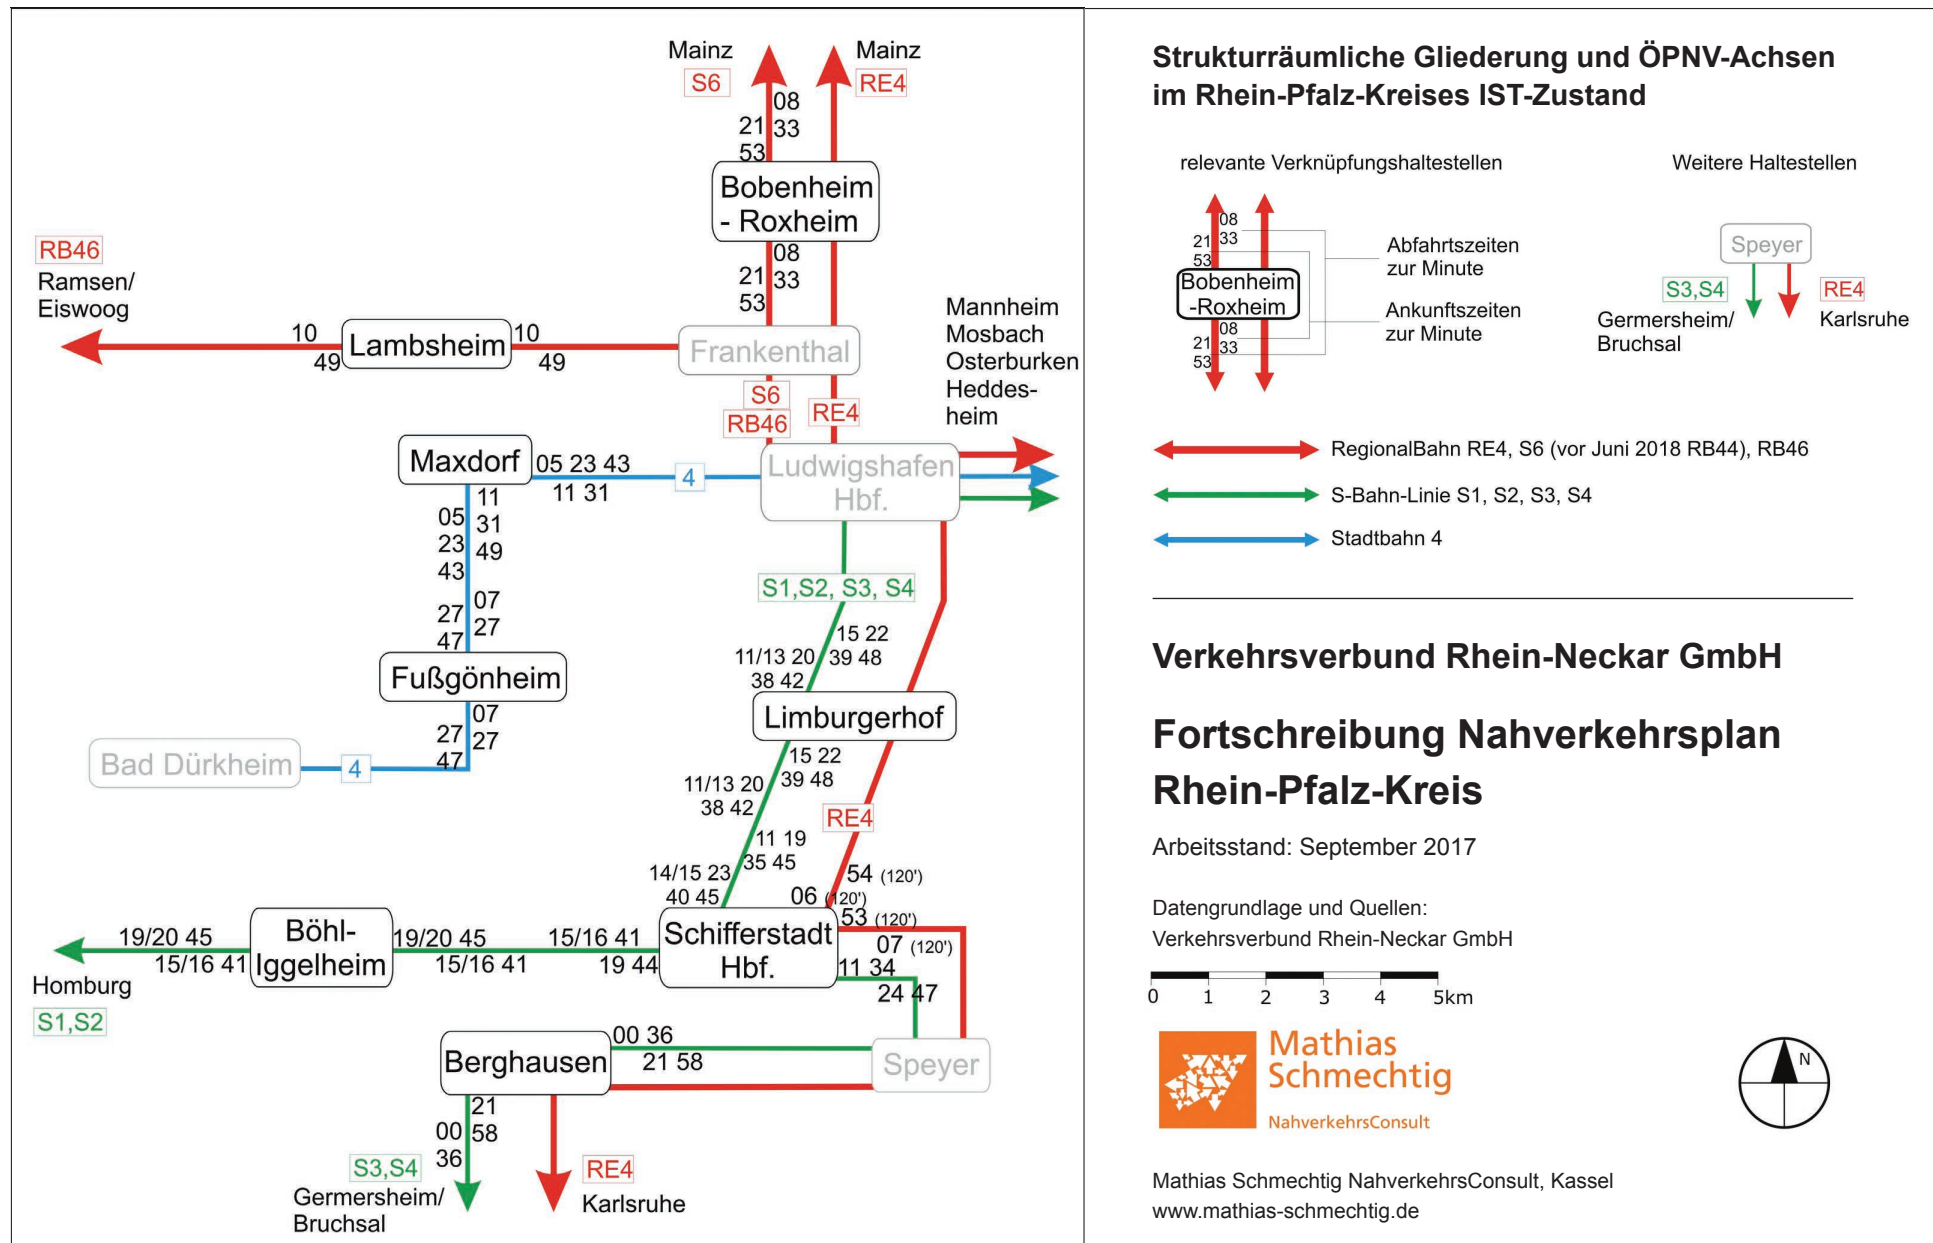 Mainz
S6
Mainz
RE4
08
33
21
53
Bobenheim
- Roxheim
08
33
21
53
RB46
Ramsen/
Eiswoog
10
49
Lambsheim
10
49
Frankenthal
S6
RB46
RE4
Mannheim
Mosbach
Osterburken
Heddes-
heim
Maxdorf
05 23 43
11 31
4
Ludwigshafen
Hbf.
11
31
49
05
23
43
07
27
27
47
Fußgönheim
07
27
27
47
Bad Dürkheim
4
S1,S2, S3, S4
15 22
39 48
11/13 20
38 42
Limburgerhof
15 22
39 48
11/13 20
38 42
RE4
11 19
35 45
14/15 23
40 45
54 (120')
06 (120')
53 (120')
07 (120')
11 34
24 47
Schifferstadt
Hbf.
15/16 41
19 44
19/20 45
15/16 41
Böhl-
Iggelheim
19/20 45
15/16 41
Homburg
S1,S2
Berghausen
00 36
21 58
Speyer
21
58
00
36
S3,S4
Germersheim/
Bruchsal
RE4
Karlsruhe
Strukturräumliche Gliederung und ÖPNV-Achsen
im Rhein-Pfalz-Kreises IST-Zustand
relevante Verknüpfungshaltestellen
08
33
21
53
Bobenheim
-Roxheim
08
33
21
53
Abfahrtszeiten
zur Minute
Ankunftszeiten
zur Minute
Weitere Haltestellen
Speyer
S3,S4
Germersheim/
Bruchsal
RE4
Karlsruhe
RegionalBahn RE4, S6 (vor Juni 2018 RB44), RB46
S-Bahn-Linie S1, S2, S3, S4
Stadtbahn 4
Verkehrsverbund Rhein-Neckar GmbH
Fortschreibung Nahverkehrsplan
Rhein-Pfalz-Kreis
Arbeitsstand: September 2017
Datengrundlage und Quellen:
Verkehrsverbund Rhein-Neckar GmbH
0 1 2 3 4 5km
Mathias
Schmechtig
NahverkehrsConsult
N
Mathias Schmechtig NahverkehrsConsult, Kassel
www.mathias-schmechtig.de